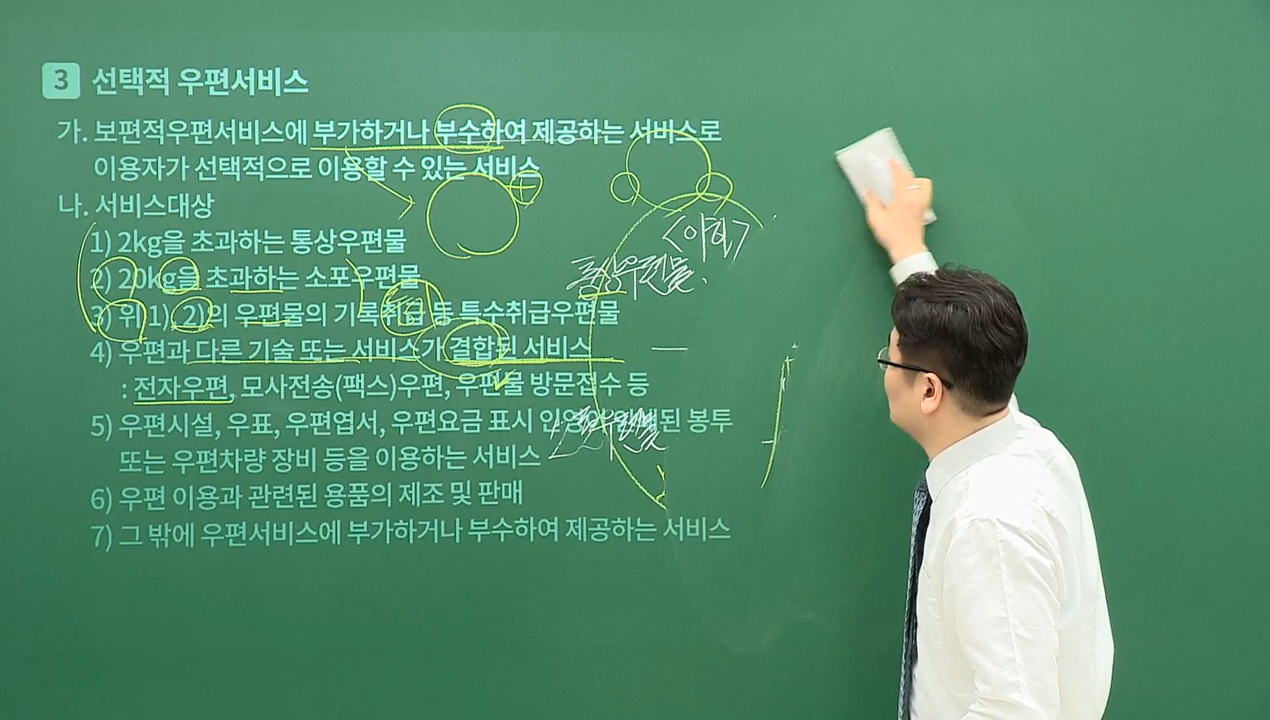 3 선택적 우편서비스
가. 보편적우편서비스에 부가하거나 부수하여 제공하는 서비스로
이용자가 선택적으로 이용할 수 있는 서비스
나. 서비스대상
1) 2kg을 초과하는 통상우편물
<이하>
2) 20kg을 초과하는 소포우편물
통상우편물
3) 위 1), 2)의 우편물의 기록취급 등 특수취급우편물
4) 우편과 다른 기술 또는 서비스가 결합된 서비스
: 전자우편, 모사전송(팩스)우편, 우편물 방문접수 등
5) 우편시설, 우표, 우편엽서, 우편요금 표시 인영이 인쇄된 봉투
소포우편물
또는 우편차량 장비 등을 이용하는 서비스
6) 우편 이용과 관련된 용품의 제조 및 판매
7) 그 밖에 우편서비스에 부가하거나 부수하여 제공하는 서비스